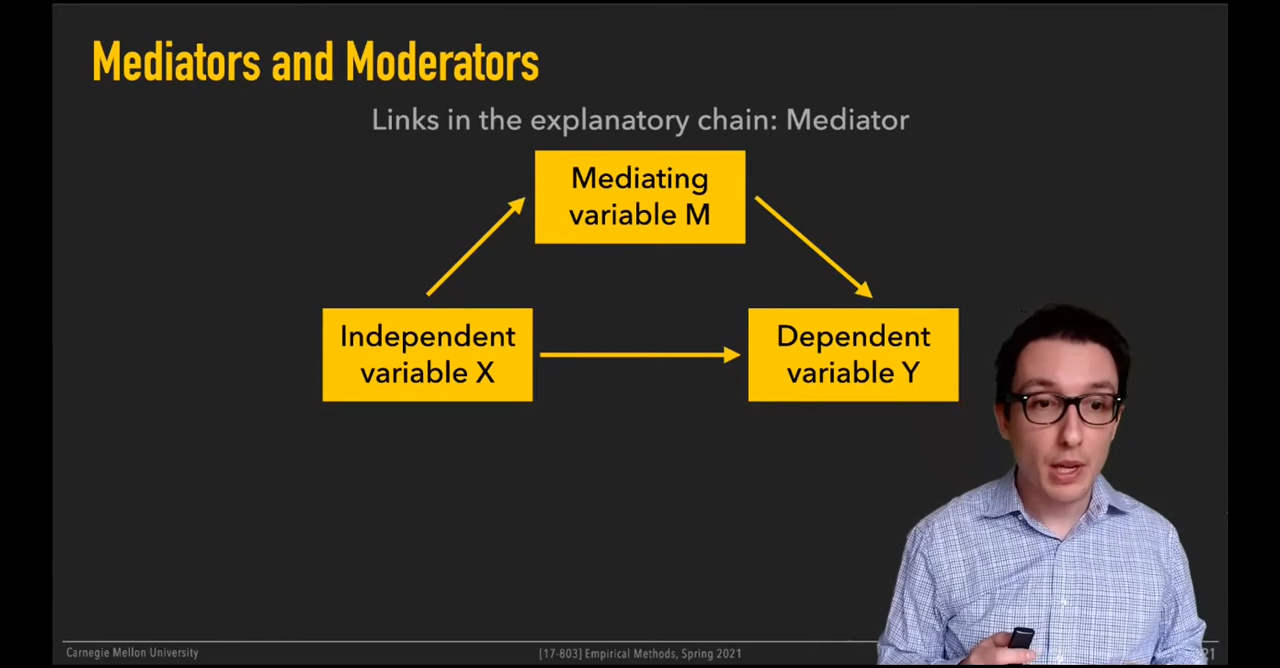 Mediators and Moderators
Links in the explanatory chain: Mediator
Mediating
variable M
Independent
variable X
Dependent
variable Y
Carnegie Mellon University
[17-803] Empirical Methods, Spring 2021